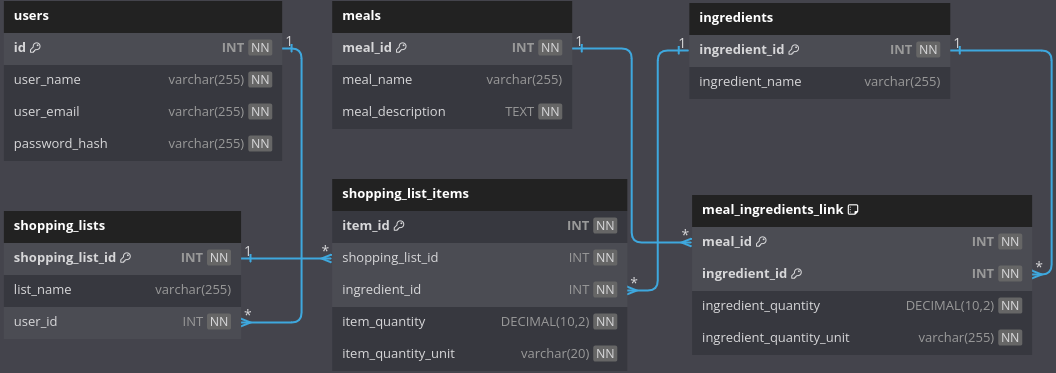 users
id INT NN
user_name varchar(255) NN
user_email varchar(255) NN
password_hash varchar(255) NN
1
meals
meal_id INT NN
meal_name varchar(255)
meal_description TEXT NN
1
ingredients
1
ingredient_id INT NN
ingredient_name varchar(255)
1
shopping_lists
shopping_list_id INT NN
list_name varchar(255)
user_id INT NN
1
*
*
shopping_list_items
item_id INT NN
shopping_list_id INT NN
ingredient_id INT NN
item_quantity DECIMAL(10,2) NN
item_quantity_unit varchar(20) NN
*
*
meal_ingredients_link
meal_id INT NN
ingredient_id INT NN
ingredient_quantity DECIMAL(10,2) NN
ingredient_quantity_unit varchar(255) NN
*